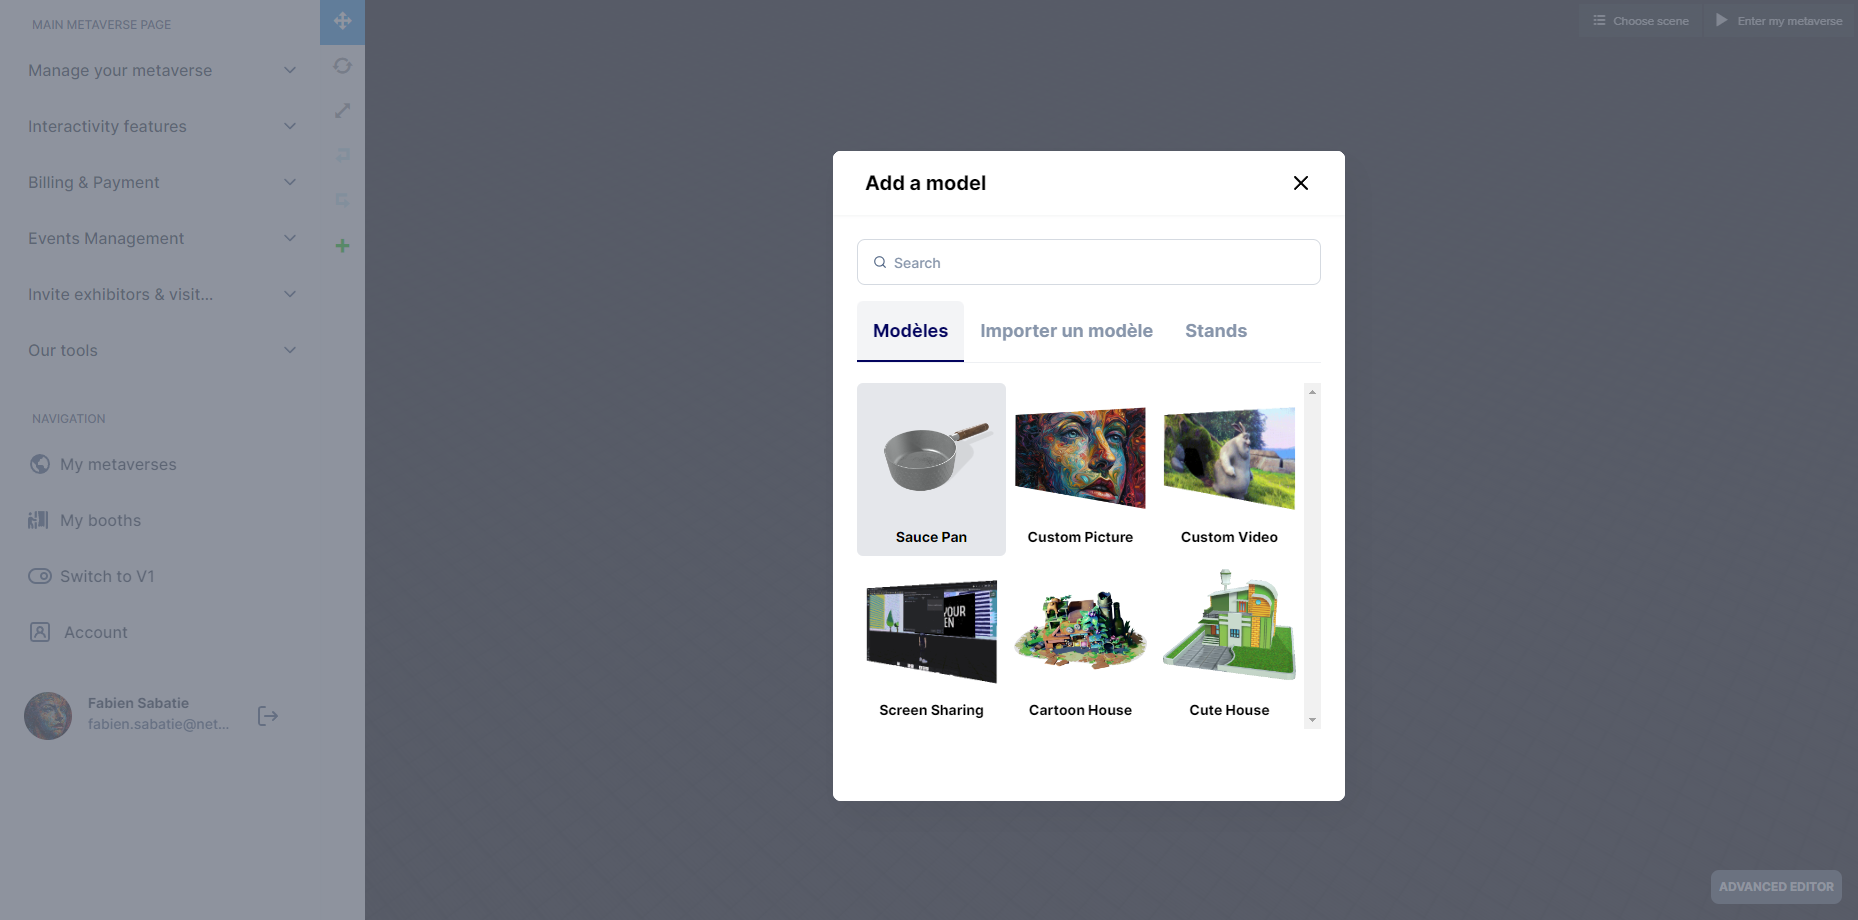 MAIN METAVERSE PAGE
Manage your metaverse
Interactivity features
Billing & Payment
Events Management
Invite exhibitors & visit...
Our tools
NAVIGATION
My metaverses
My booths
Switch to V1
Account
Fabien Sabatie
fabien.sabatie@net...
Choose scene
Enter my metaverse
Add a model
Search
Modèles
Importer un modèle
Stands
Sauce Pan
Custom Picture
Custom Video
YOUR
EN
Screen Sharing
Cartoon House
Cute House
ADVANCED EDITOR